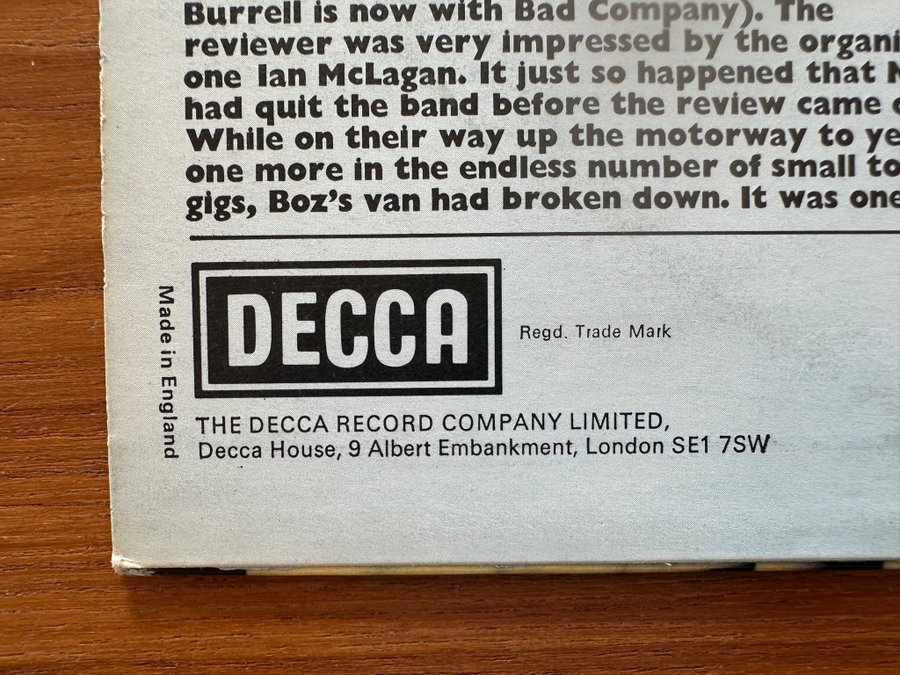 Burrell is now with Bad Company). The
reviewer was very impressed by the
one Ian McLagan. It just so happened that
had quit the band before the review came
While on their way up the motorway to
one more in the endless number of small
gigs, Boz's van had broken down. It was one
DECCA
Regd. Trade Mark
Made in England
THE DECCA RECORD COMPANY LIMITED,
Decca House, 9 Albert Embankment, London SE1 7SW